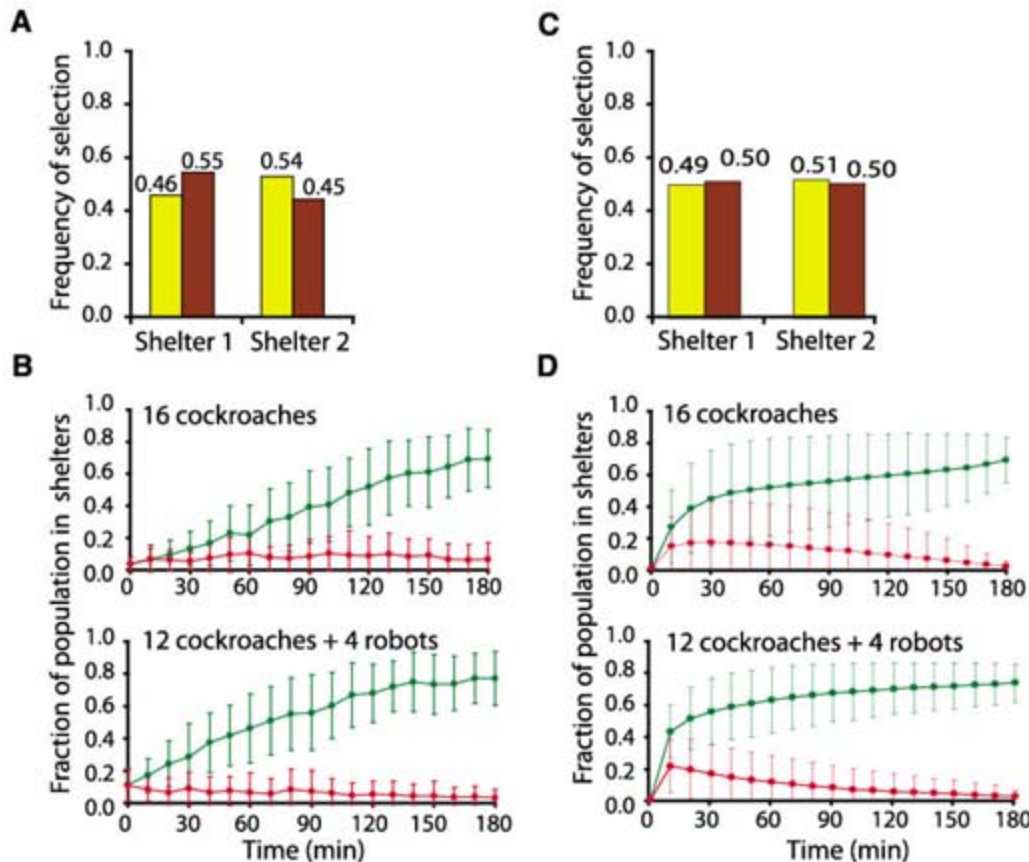 A
Frequency of selection
1.0
0.8
0.6
0.4
0.2
0.0
0.46
0.55
0.54
0.45
Shelter 1 Shelter 2
C
Frequency of selection
1.0
0.8
0.6
0.4
0.2
0.0
0.49
0.50
0.51
0.50
Shelter 1 Shelter 2
B
Fraction of population in shelters
16 cockroaches
1.0
0.8
0.6
0.4
0.2
0.0
0 30 60 90 120 150 180
12 cockroaches + 4 robots
1.0
0.8
0.6
0.4
0.2
0.0
0 30 60 90 120 150 180
Time (min)
D
Fraction of population in shelters
16 cockroaches
1.0
0.8
0.6
0.4
0.2
0.0
0 30 60 90 120 150 180
12 cockroaches + 4 robots
1.0
0.8
0.6
0.4
0.2
0.0
0 30 60 90 120 150 180
Time (min)